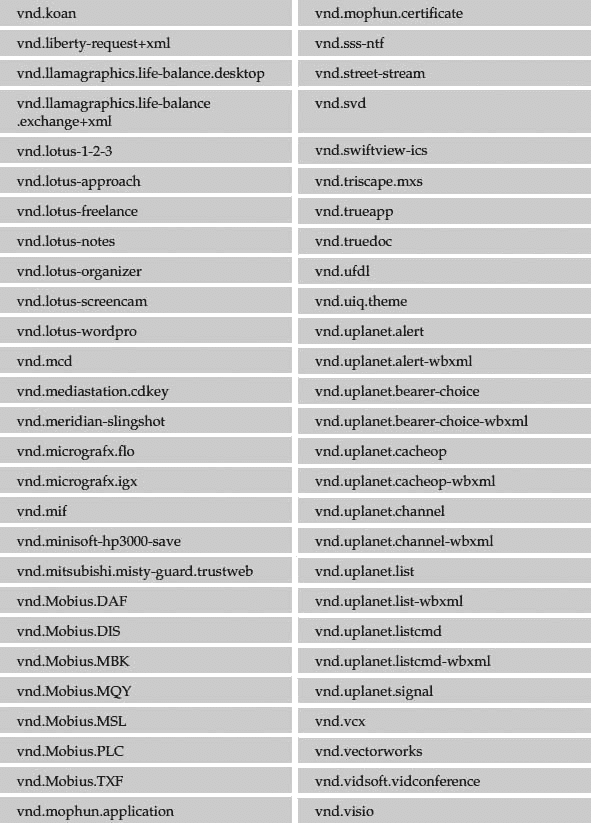 vnd.koan
vnd.liberty-request+xml
vnd.llamagraphics.life-balance.desktop
vnd.llamagraphics.life-balance
.exchange+xml
vnd.lotus-1-2-3
vnd.lotus-approach
vnd.lotus-freelance
vnd.lotus-notes
vnd.lotus-organizer
vnd.lotus-screencam
vnd.lotus-wordpro
vnd.mcd
vnd.mediastation.cdkey
vnd.meridian-slingshot
vnd.micrografx.flo
vnd.micrografx.igx
vnd.mif
vnd.minisoft-hp3000-save
vnd.mitsubishi.misty-guard.trustweb
vnd.Mobius.DAF
vnd.Mobius.DIS
vnd.Mobius.MBK
vnd.Mobius.MQY
vnd.Mobius.MSL
vnd.Mobius.PLC
vnd.Mobius.TXF
vnd.mophun.application
vnd.mophun.certificate
vnd.sss-ntf
vnd.street-stream
vnd.svd
vnd.swiftview-ics
vnd.triscape.mxs
vnd.trueapp
vnd.truedoc
vnd.ufdl
vnd.uiq.theme
vnd.uplanet.alert
vnd.uplanet.alert-wbxml
vnd.uplanet.bearer-choice
vnd.uplanet.bearer-choice-wbxml
vnd.uplanet.cacheop
vnd.uplanet.cacheop-wbxml
vnd.uplanet.channel
vnd.uplanet.channel-wbxml
vnd.uplanet.list
vnd.uplanet.list-wbxml
vnd.uplanet.listcmd
vnd.uplanet.listcmd-wbxml
vnd.uplanet.signal
vnd.vcx
vnd.vectorworks
vnd.vidsoft.vidconference
vnd.visio